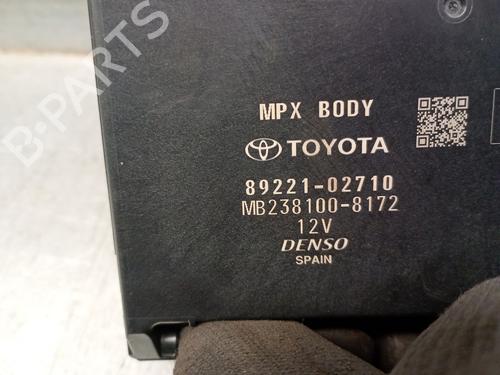 MPX BODY
TOYOTA
89221-02710
MB238100-8172
12V
DENSO
SPAIN
B-PARTS